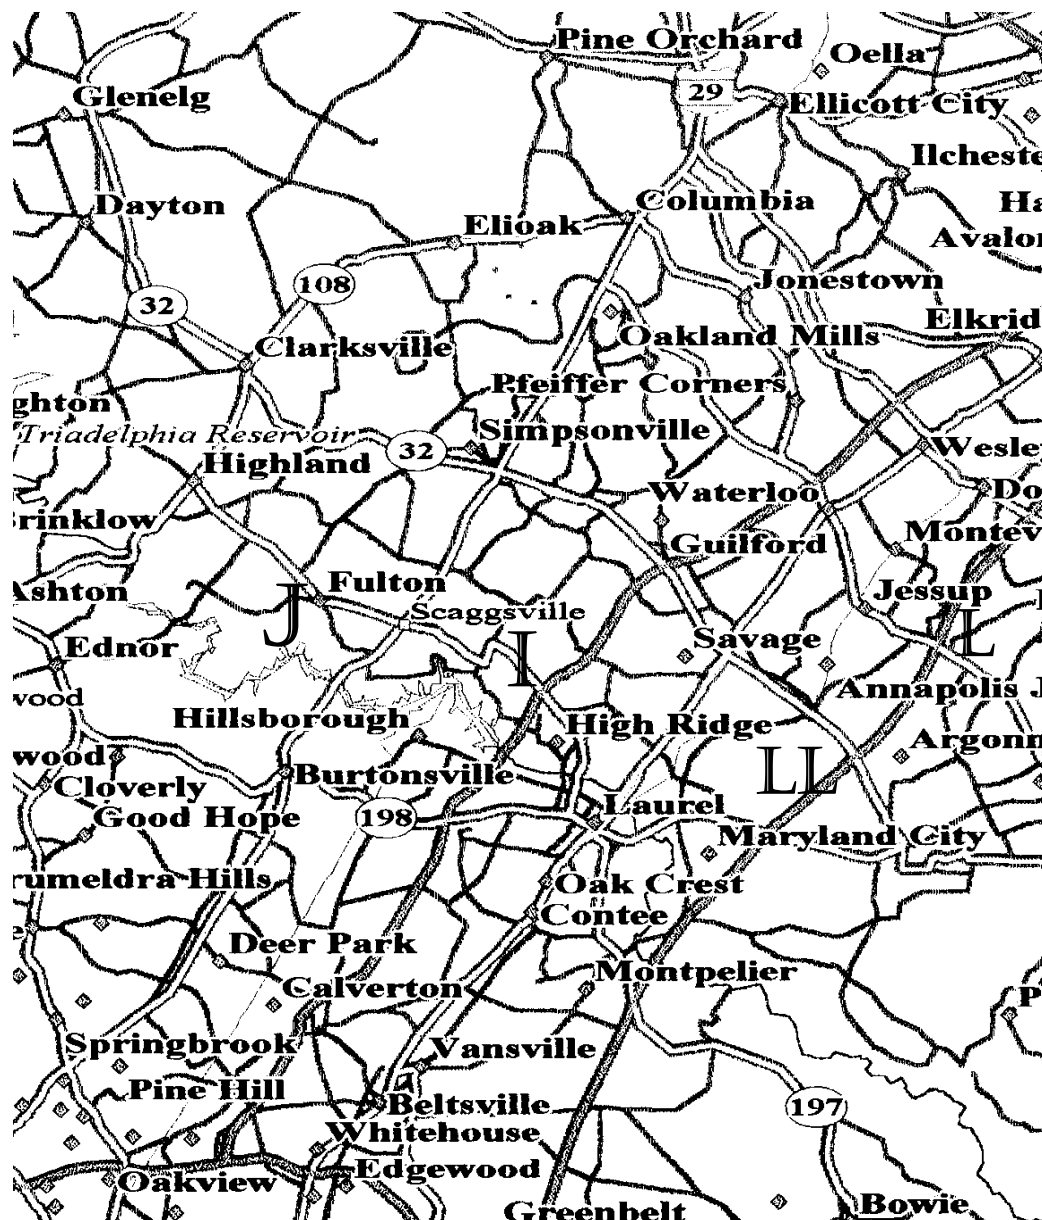 Pine Orchard
Oella
Glenelg
29
Ellicott City
Ilcheste
Dayton
Columbia
Ha
Elioak
Avalon
108
Jonestown
32
Elkrid
Oakland Mills
Clarksville
Pfeiffer Corners
ghton
Triadelphia Reservoir
Simpsonville
32
Wesley
Highland
Waterloo
Do
Brinklow
Montev
Guilford
Fulton
Ashton
Jessup
J
Scaggsville
L
Savage
Ednor
I
Annapolis J
wood
Hillsborough
High Ridge
Argonn
wood
LL
Burtonsville
Cloverly
Laurel
Good Hope
198
Maryland City
rumeldra Hills
Oak Crest
Contee
e
Deer Park
Montpelier
Calverton
P
Springbrook
Vansville
Pine Hill
Beltsville
197
Whitehouse
Edgewood
Oakview
Bowie
Greenbelt